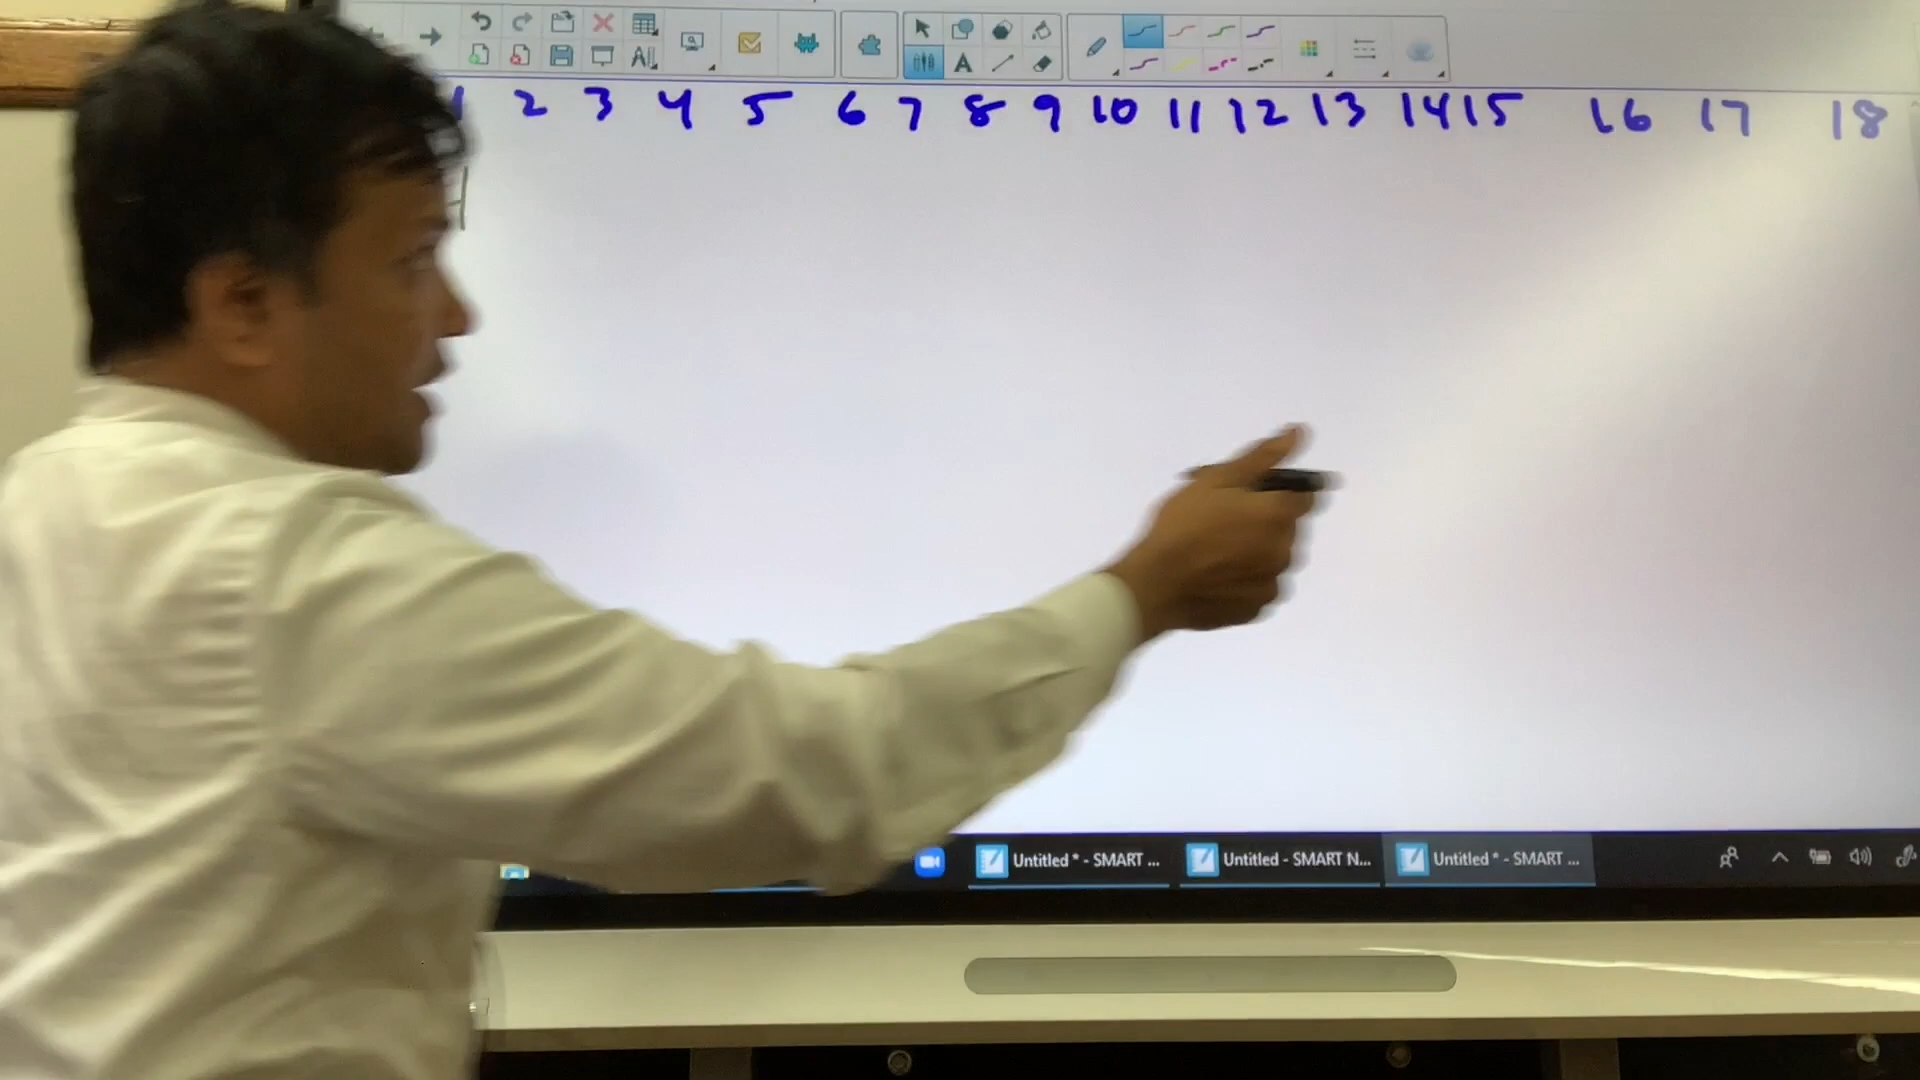 1 2 3 4 5 6 7 8 9 10 11 12 13 14 15 16 17 18
H
Untitled * - SMART ... Untitled - SMART N... Untitled * - SMART ...